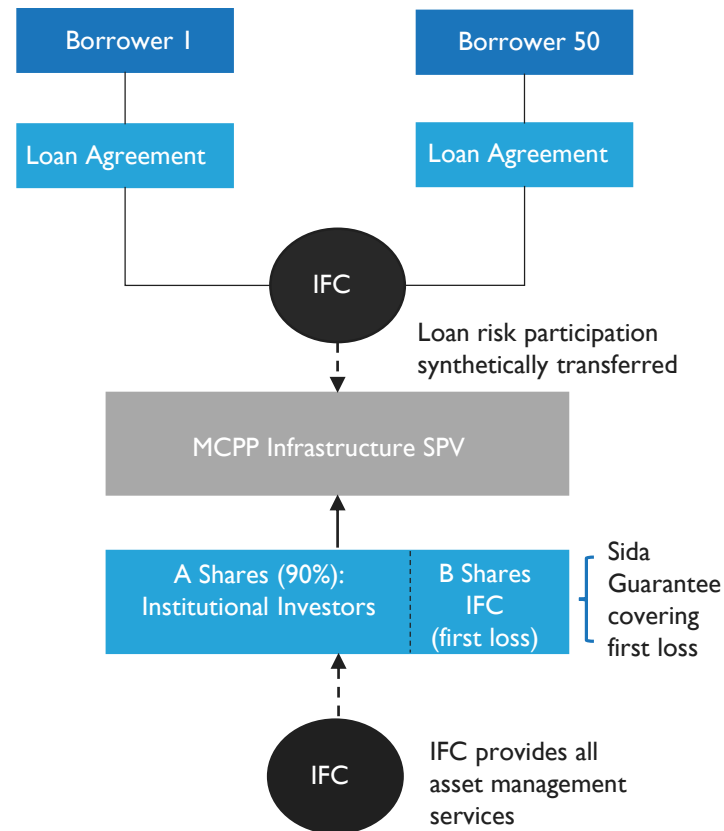 Borrower 1
Borrower 50
Loan Agreement
Loan Agreement
IFC
Loan risk participation
synthetically transferred
MCPP Infrastructure SPV
A Shares (90%):
Institutional Investors
B Shares
IFC
(first loss)
Sida
Guarantee
covering
first loss
IFC
IFC provides all
asset management
services